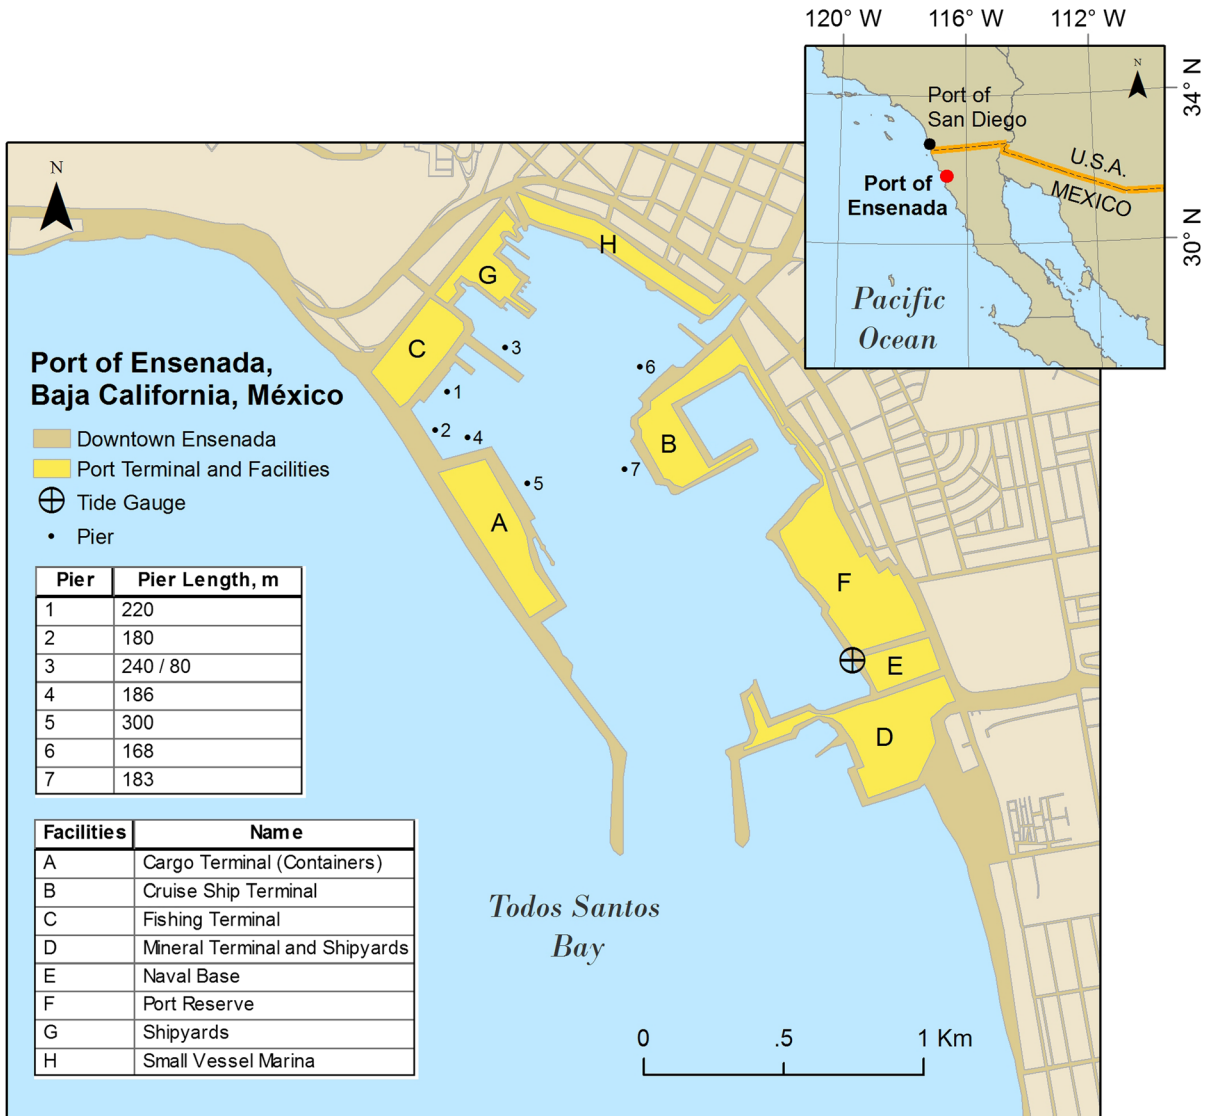 120° W 116° W 112° W
N
34° N
30° N
Port of
San Diego
U.S.A.
MEXICO
Port of
Ensenada
Pacific
Ocean
N
H
G
C
3
6
1
2
4
B
7
5
A
F
E
D
Port of Ensenada,
Baja California, México
Downtown Ensenada
Port Terminal and Facilities
Tide Gauge
Pier
Pier Pier Length, m
1 220
2 180
3 240 / 80
4 186
5 300
6 168
7 183
Facilities Name
A Cargo Terminal (Containers)
B Cruise Ship Terminal
C Fishing Terminal
D Mineral Terminal and Shipyards
E Naval Base
F Port Reserve
G Shipyards
H Small Vessel Marina
Todos Santos
Bay
0 .5 1 Km